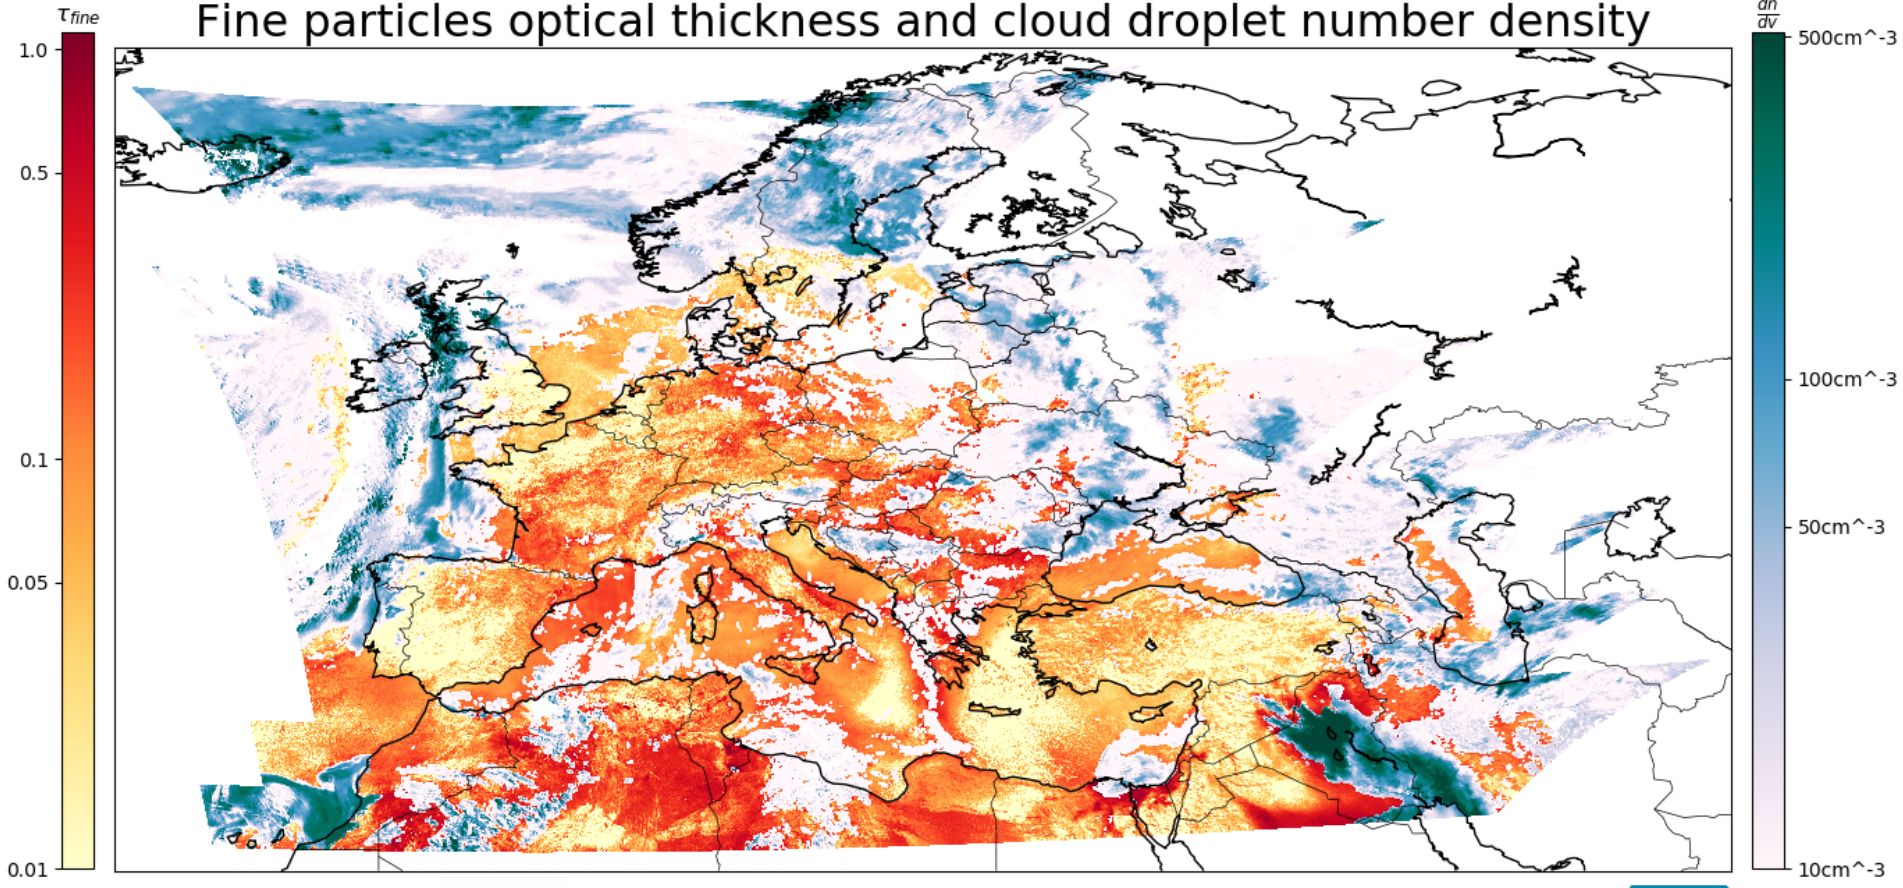 Fine particles optical thickness and cloud droplet number density
τfine
1.0
0.5
0.1
0.05
0.01
dn
dv
500cm^-3
100cm^-3
50cm^-3
10cm^-3